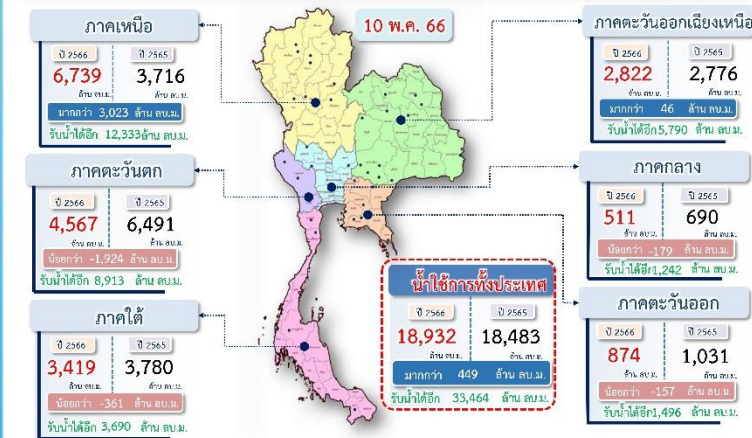 ภาคเหนือ
ปี 2566 ปี 2565
6,739 3,716
ล้าน ลบ.ม. ล้าน ลบ.ม.
มากกว่า 3,023 ล้าน ลบ.ม.
รับน้ำได้อีก 12,333ล้าน ลบ.ม.
10 พ.ค. 66
ภาคตะวันออกเฉียงเหนือ
ปี 2566 ปี 2565
2,822 2,776
ล้าน ลบ.ม. ล้าน ลบ.ม.
มากกว่า 46 ล้าน ลบ.ม.
รับน้ำได้อีก5,790 ล้าน ลบ.ม.
ภาคตะวันตก
ปี 2566 ปี 2565
4,567 6,491
ล้าน ลบ.ม. ล้าน ลบ.ม.
น้อยกว่า -1,924 ล้าน ลบ.ม.
รับน้ำได้อีก 8,913 ล้าน ลบ.ม.
ภาคกลาง
ปี 2566 ปี 2565
511 690
ล้าน ลบ.ม. ล้าน ลบ.ม.
น้อยกว่า -179 ล้าน ลบ.ม.
รับน้ำได้อีก1,242 ล้าน ลบ.ม.
ภาคใต้
ปี 2566 ปี 2565
3,419 3,780
ล้าน ลบ.ม. ล้าน ลบ.ม.
น้อยกว่า -361 ล้าน ลบ.ม.
รับน้ำได้อีก 3,690 ล้าน ลบ.ม.
น้ำใช้การทั้งประเทศ
ปี 2566 ปี 2565
18,932 18,483
ล้าน ลบ.ม. ล้าน ลบ.ม.
มากกว่า 449 ล้าน ลบ.ม.
รับน้ำได้อีก 33,464 ล้าน ลบ.ม.
ภาคตะวันออก
ปี 2566 ปี 2565
874 1,031
ล้าน ลบ.ม. ล้าน ลบ.ม.
น้อยกว่า -157 ล้าน ลบ.ม.
รับน้ำได้อีก1,496 ล้าน ลบ.ม.